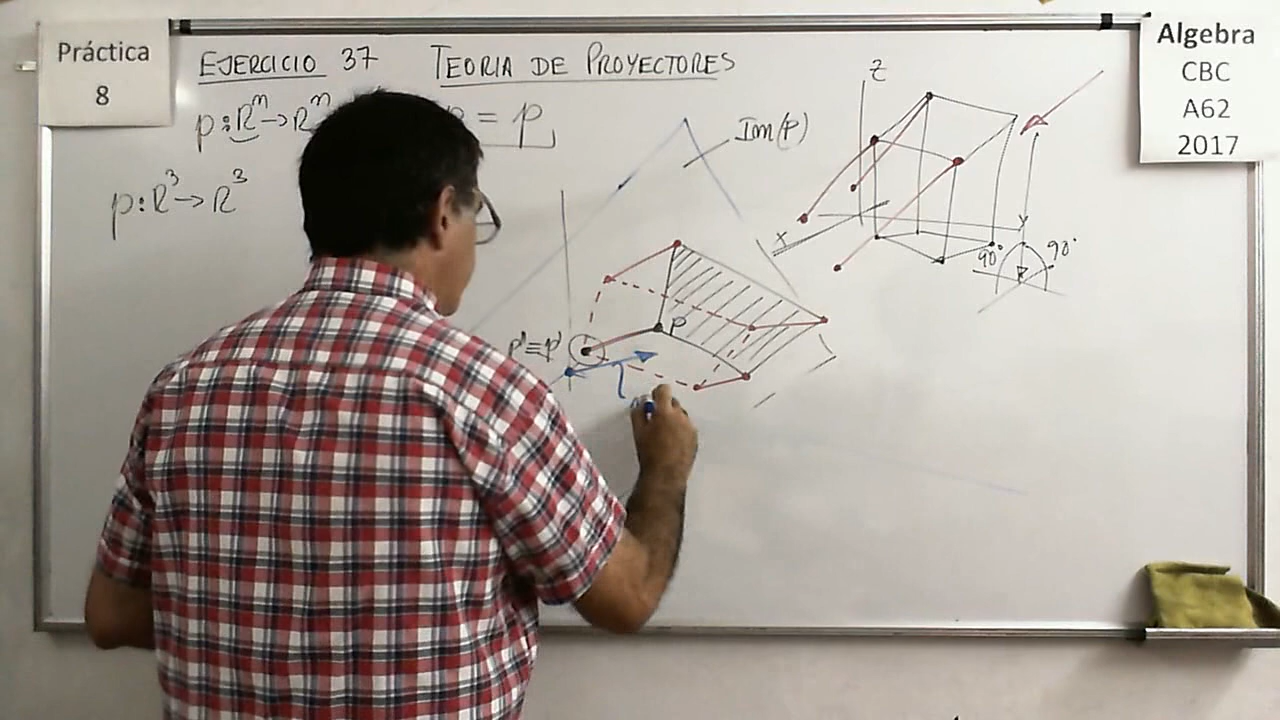 Práctica
8
EJERCICIO 37 TEORIA DE PROYECTORES
p: Rⁿ → Rⁿ = p
p: R³ → R³
Im(p)
p
p''≡p'
z
x
y
90° 90°
Algebra
CBC
A62
2017